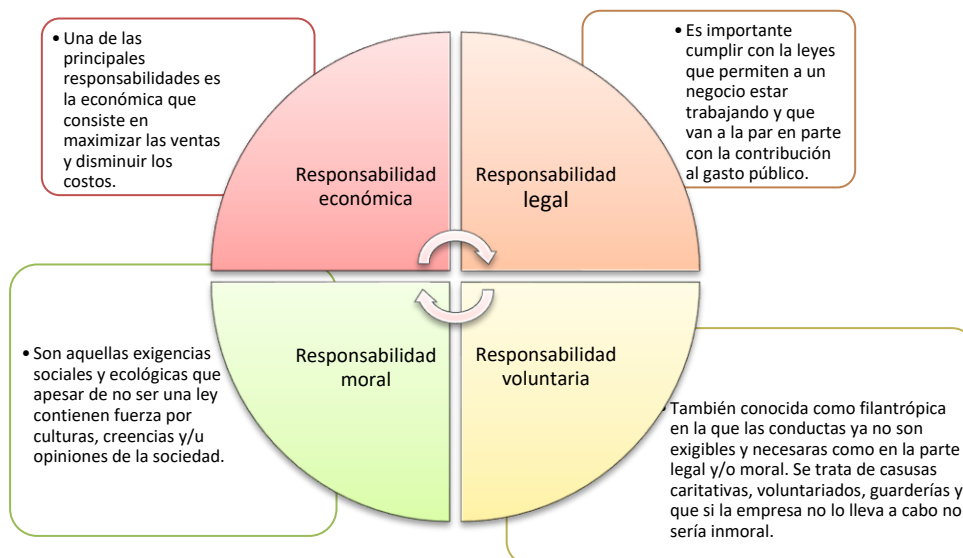 • Una de las
principales
responsabilidades es
la económica que
consiste en
maximizar las ventas
y disminuir los
costos.
Responsabilidad
económica
Responsabilidad
legal
• Es importante
cumplir con la leyes
que permiten a un
negocio estar
trabajando y que
van a la par en parte
con la contribución
al gasto público.
• Son aquellas exigencias
sociales y ecológicas que
apesar de no ser una ley
contienen fuerza por
culturas, creencias y/u
opiniones de la sociedad.
Responsabilidad
moral
Responsabilidad
voluntaria
• También conocida como filantrópica
en la que las conductas ya no son
exigibles y necesaras como en la parte
legal y/o moral. Se trata de casusas
caritativas, voluntariados, guarderías y
que si la empresa no lo lleva a cabo no
sería inmoral.